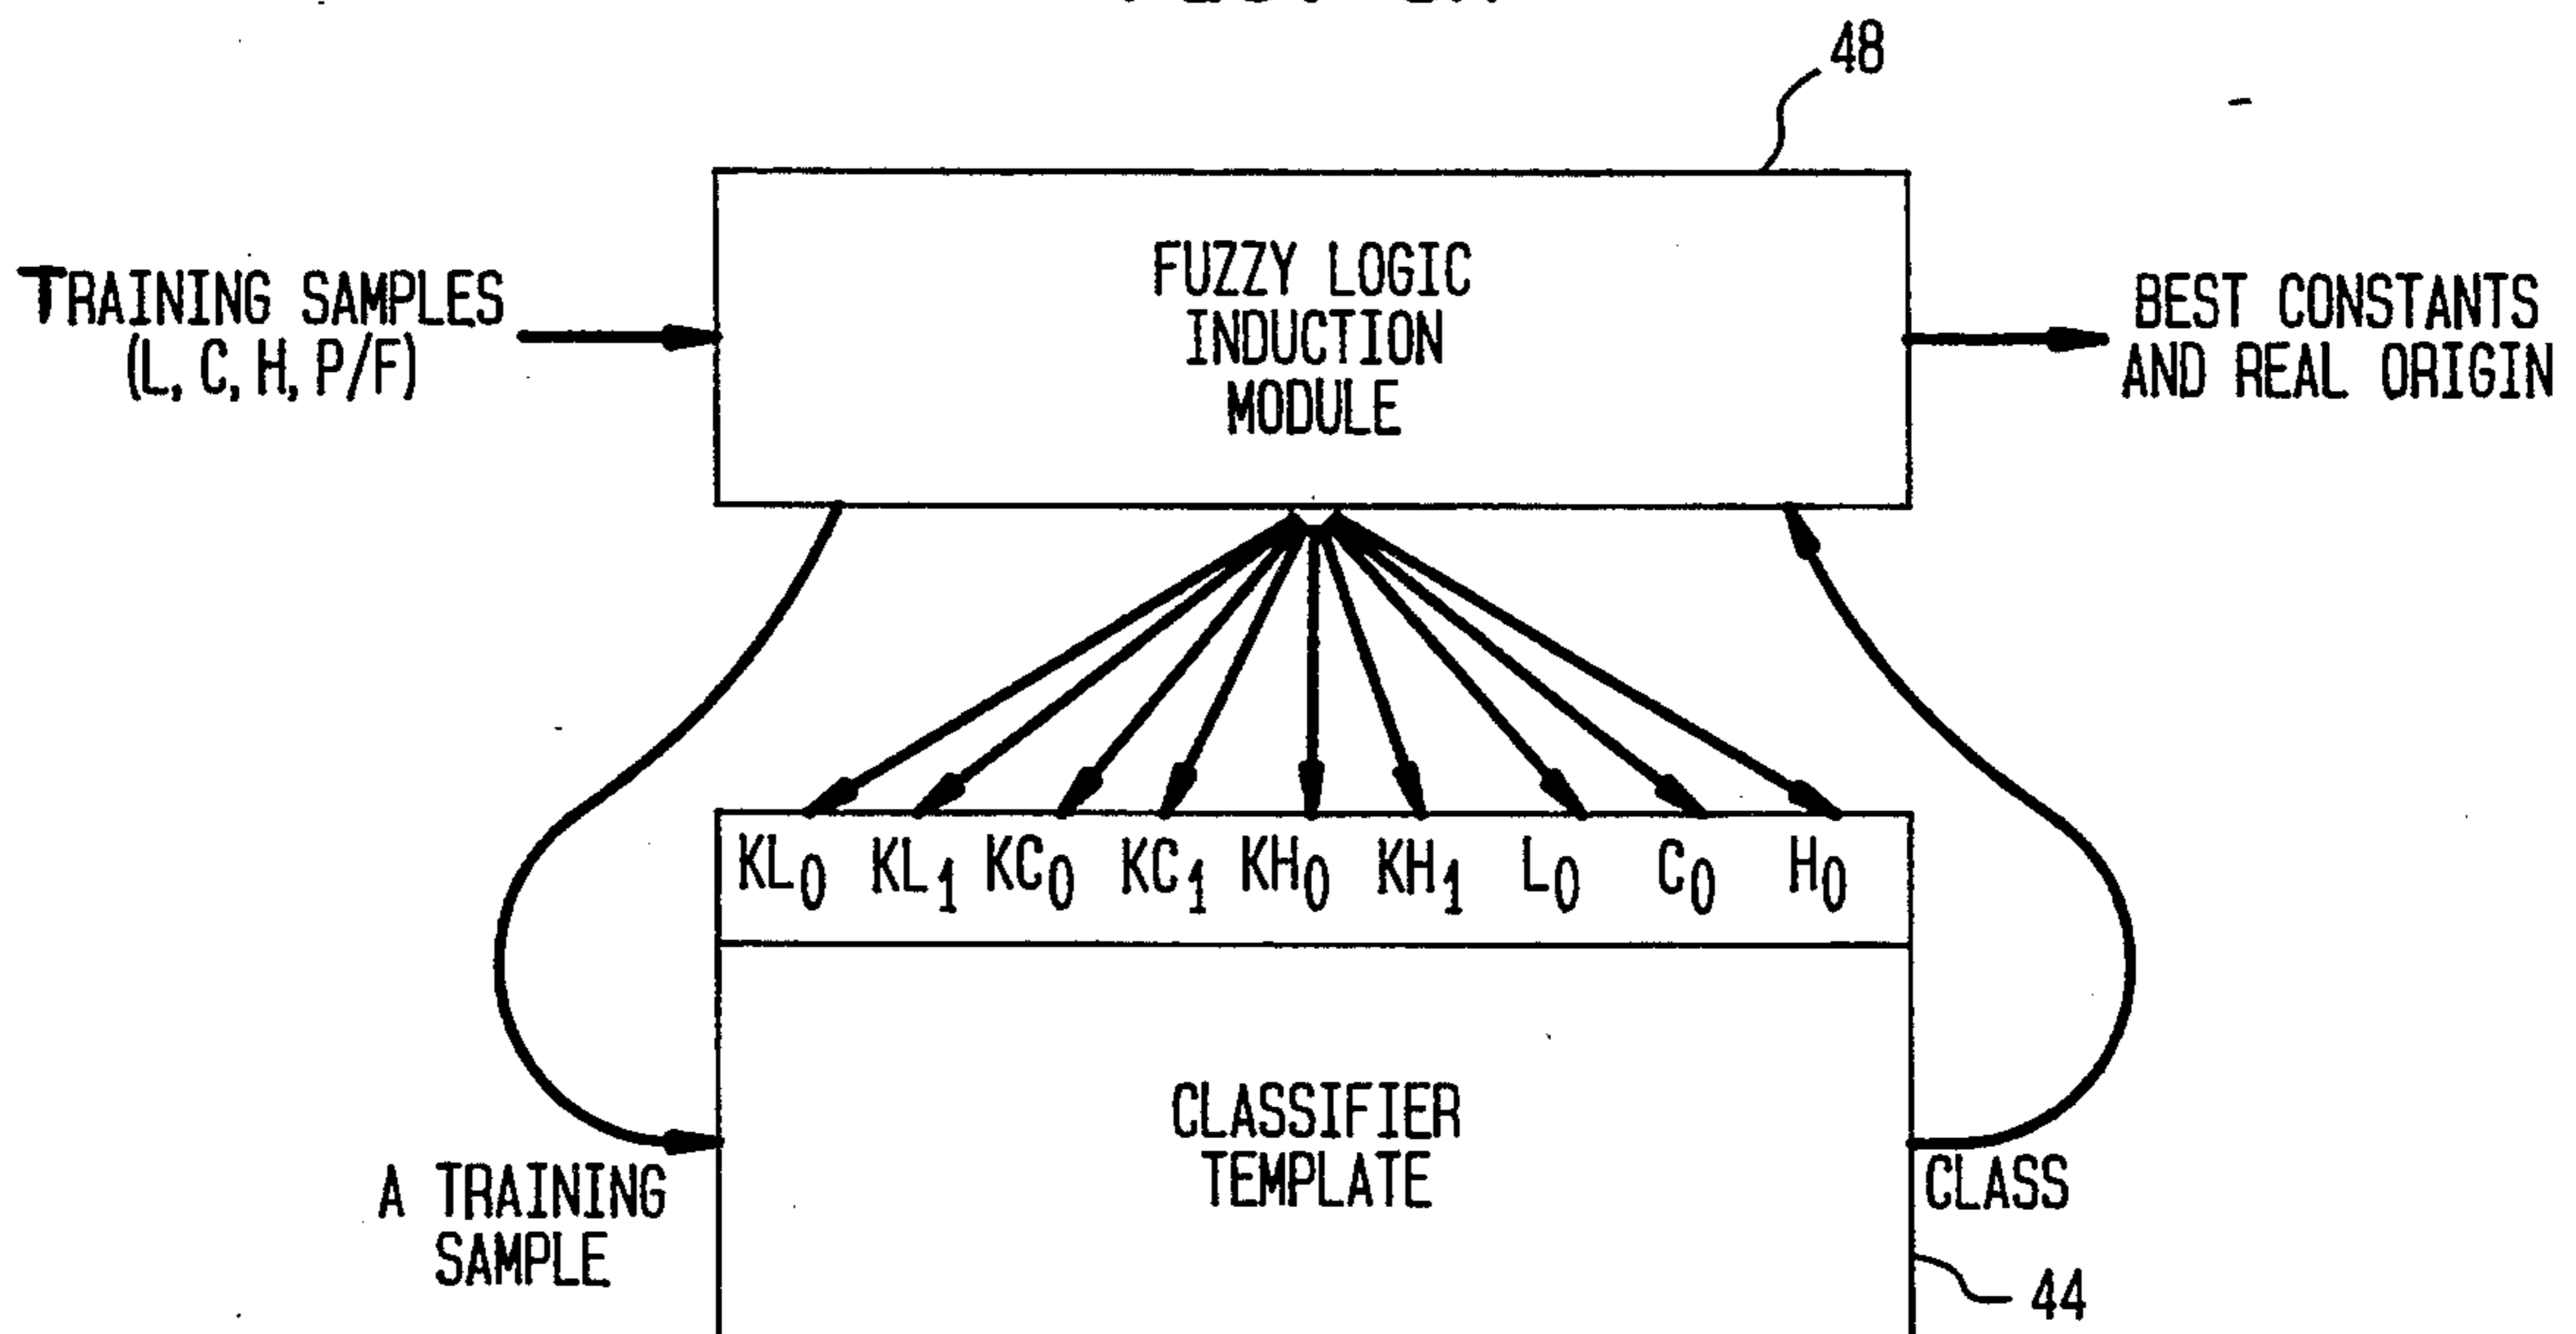 48
FUZZY LOGIC
INDUCTION
MODULE
TRAINING SAMPLES
(L, C, H, P/F)
BEST CONSTANTS
AND REAL ORIGIN
KL0 KL1 KC0 KC1 KH0 KH1 L0 C0 H0
CLASSIFIER
TEMPLATE
A TRAINING
SAMPLE
CLASS
44